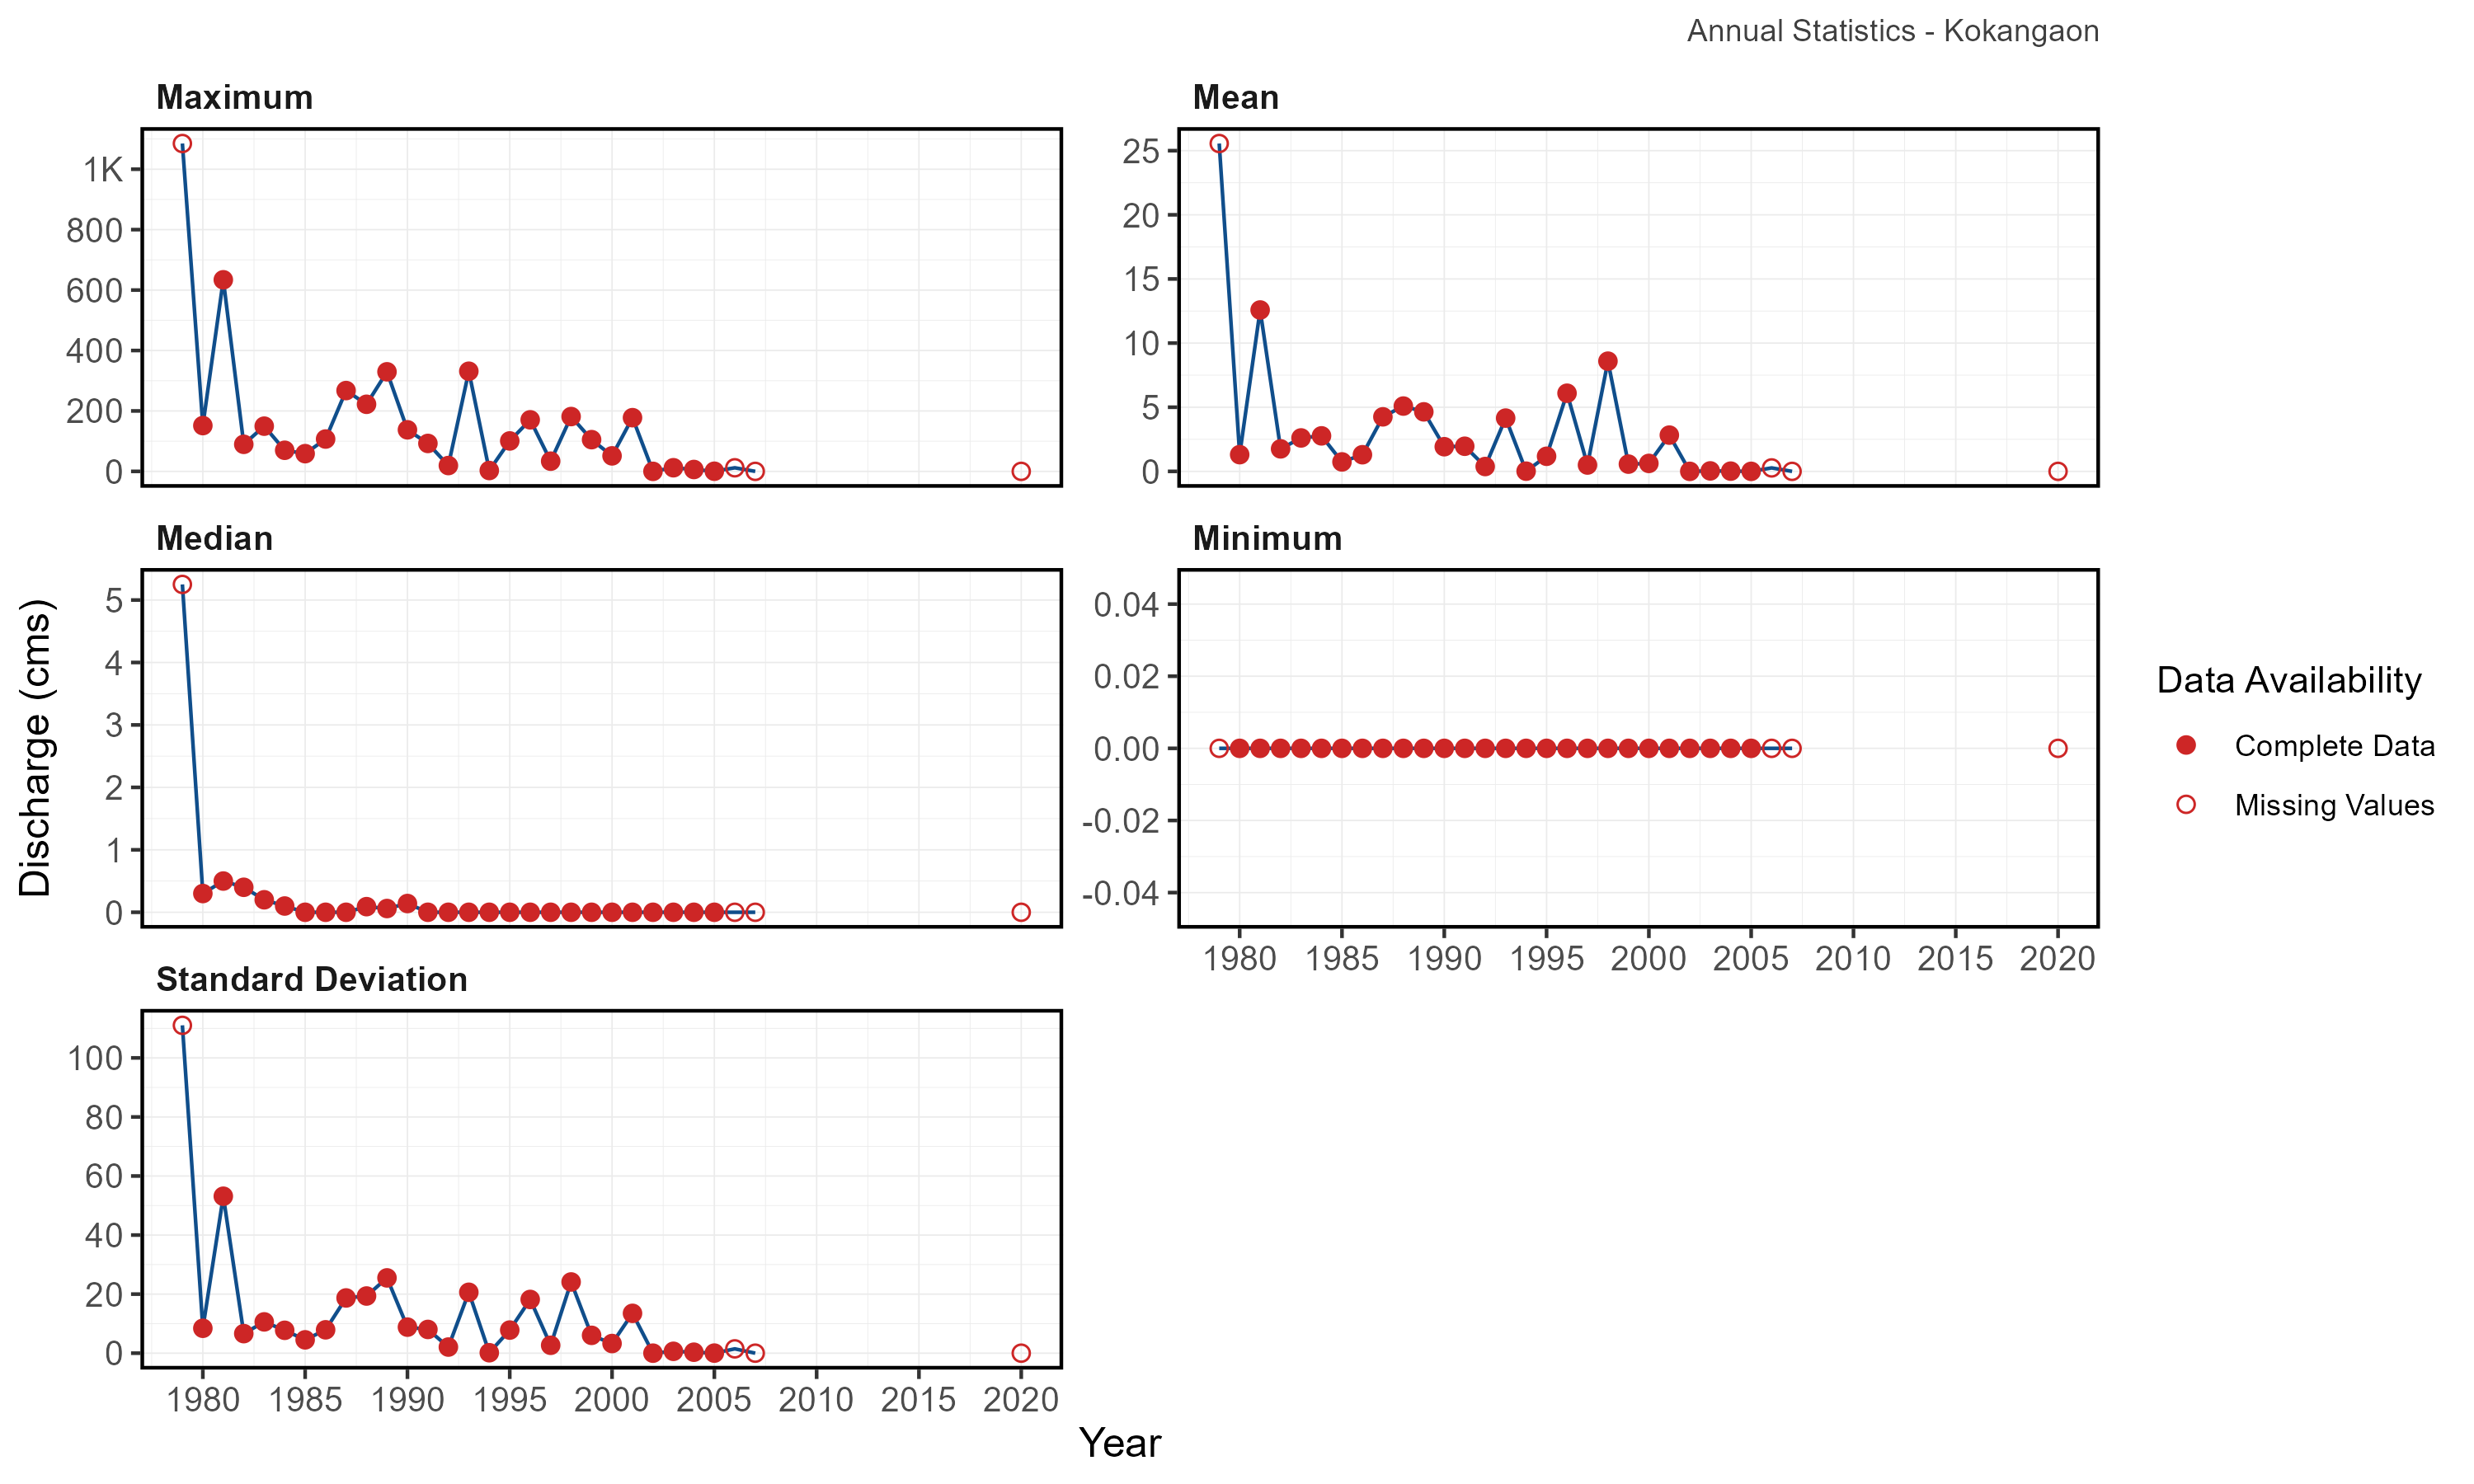 Annual Statistics - Kokangaon
Maximum
1K
800
600
400
200
0
Mean
25
20
15
10
5
0
Median
5
4
3
2
1
0
Minimum
0.04
0.02
0.00
-0.02
-0.04
1980 1985 1990 1995 2000 2005 2010 2015 2020
Standard Deviation
100
80
60
40
20
0
1980 1985 1990 1995 2000 2005 2010 2015 2020
Discharge (cms)
Year
Data Availability
Complete Data
Missing Values